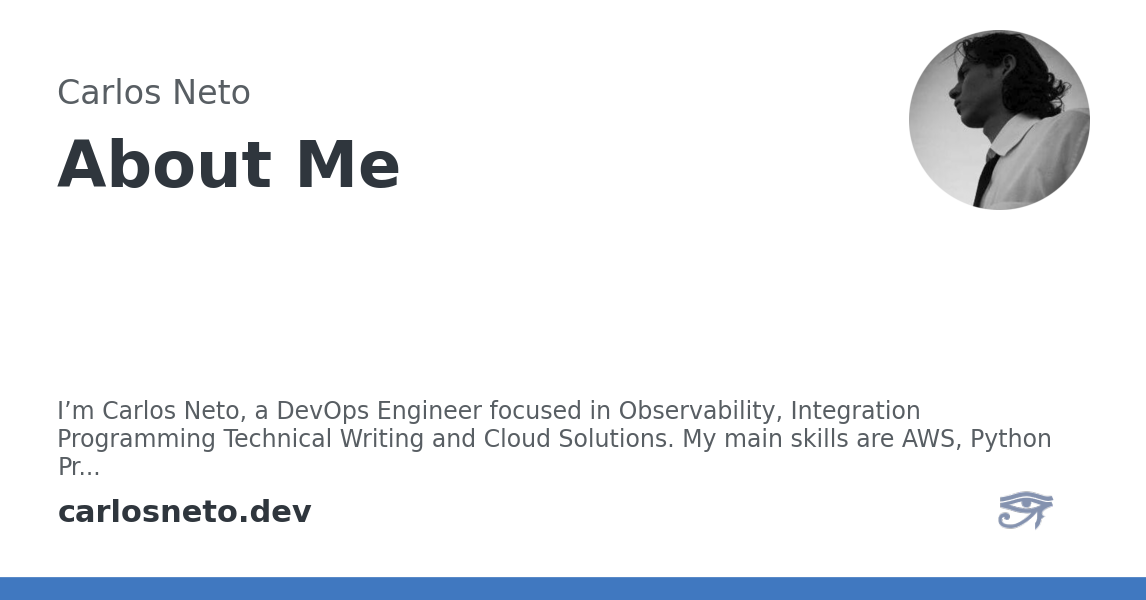 Carlos Neto
About Me
I’m Carlos Neto, a DevOps Engineer focused in Observability, Integration
Programming Technical Writing and Cloud Solutions. My main skills are AWS, Python
Pr...
carlosneto.dev